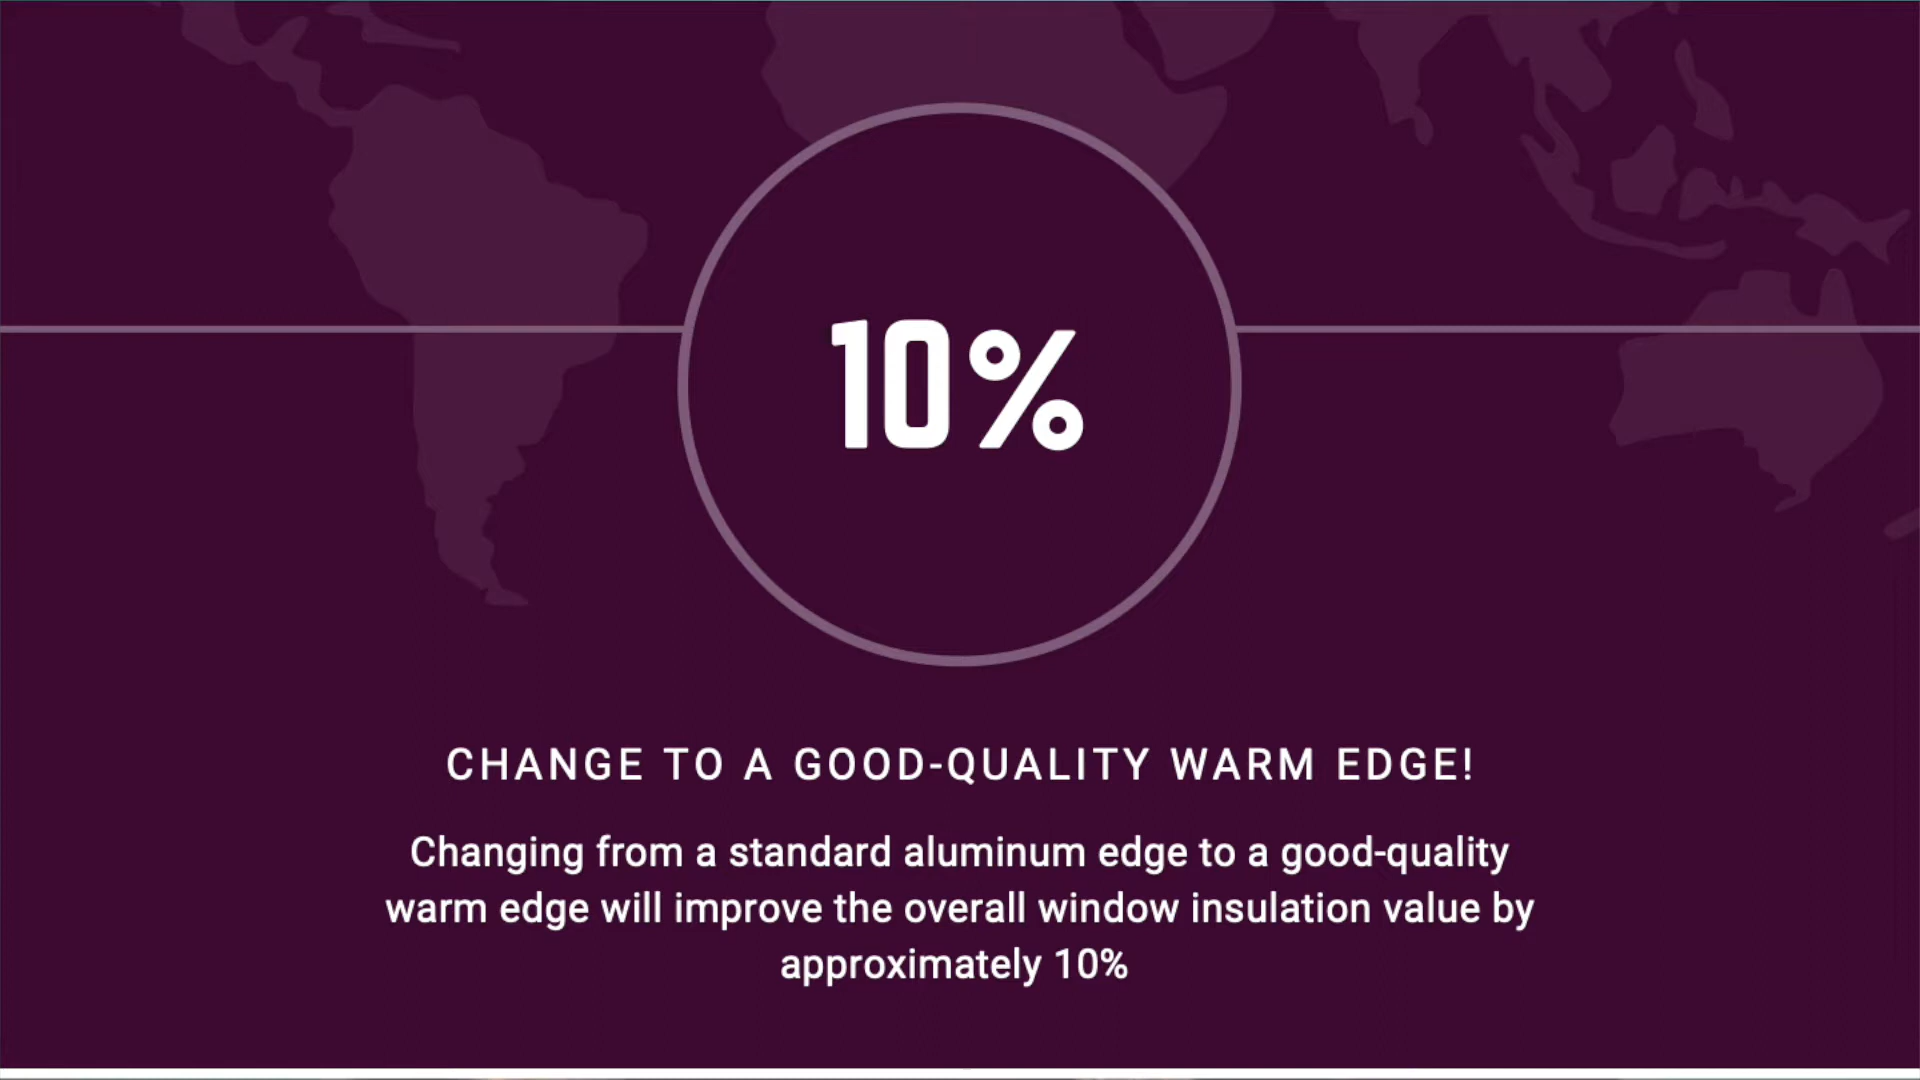 10%
CHANGE TO A GOOD-QUALITY WARM EDGE!
Changing from a standard aluminum edge to a good-quality
warm edge will improve the overall window insulation value by
approximately 10%